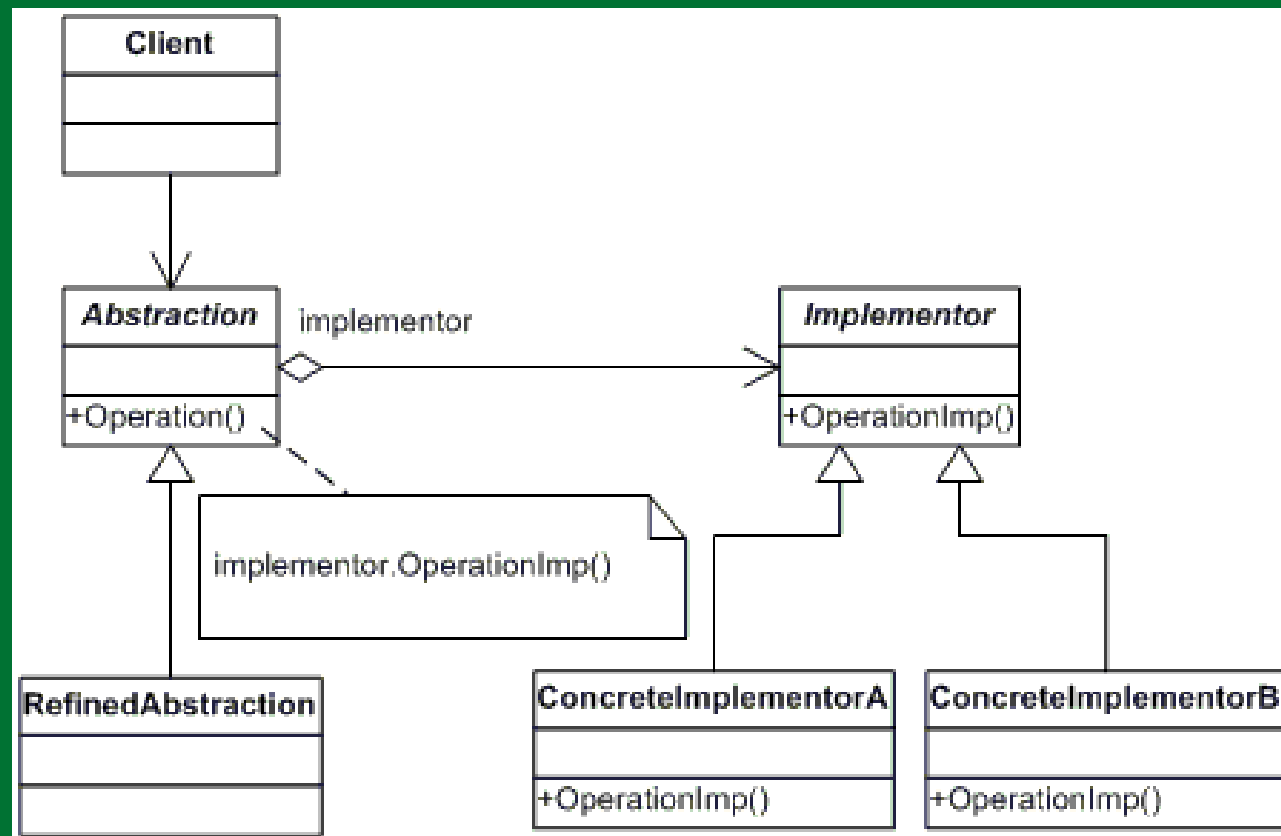 Client
Abstraction
implementor
Implementor
+Operation()
+OperationImp()
implementor.OperationImp()
RefinedAbstraction
ConcreteImplementorA
ConcreteImplementorB
+OperationImp()
+OperationImp()